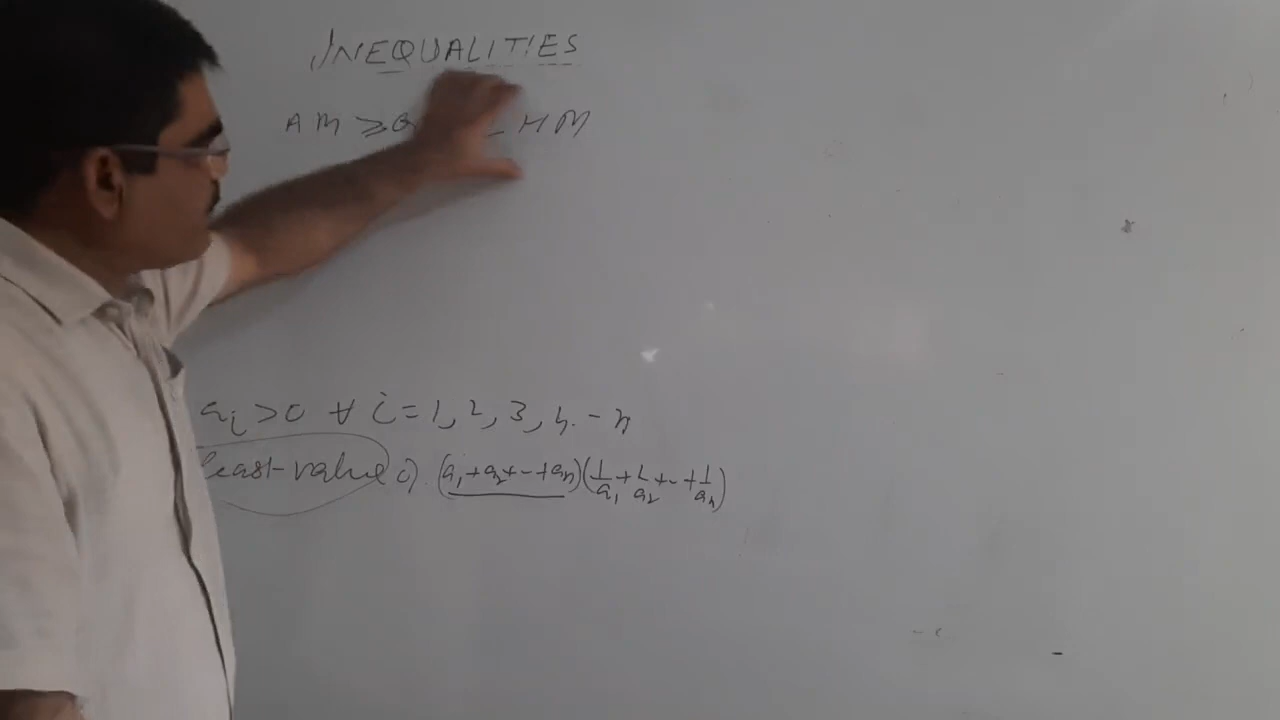 INEQUALITIES
AM ≥ G HM
ai > 0 ∀ i = 1, 2, 3, 4. - n
least value of (a1 + a2 + - + an)(1/a1 + 1/a2 + - + 1/an)